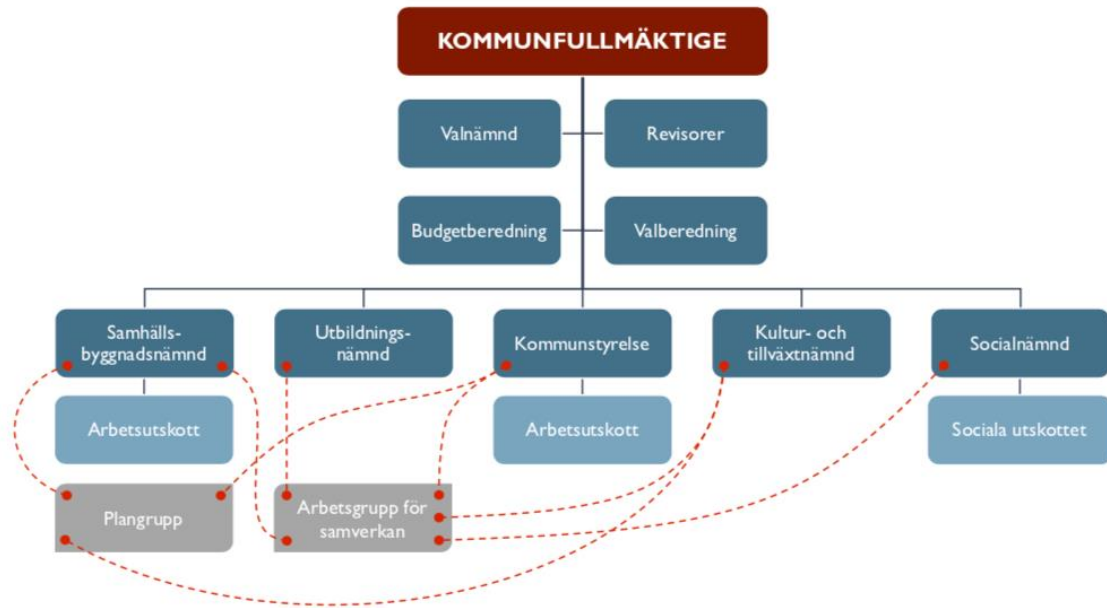 KOMMUNFULLMÄKTIGE
Valnämnd
Revisorer
Budgetberedning
Valberedning
Samhälls-
byggnadsnämnd
Utbildnings-
nämnd
Kommunstyrelse
Kultur- och
tillväxtnämnd
Socialnämnd
Arbetsutskott
Arbetsutskott
Sociala utskottet
Plangrupp
Arbetsgrupp för
samverkan